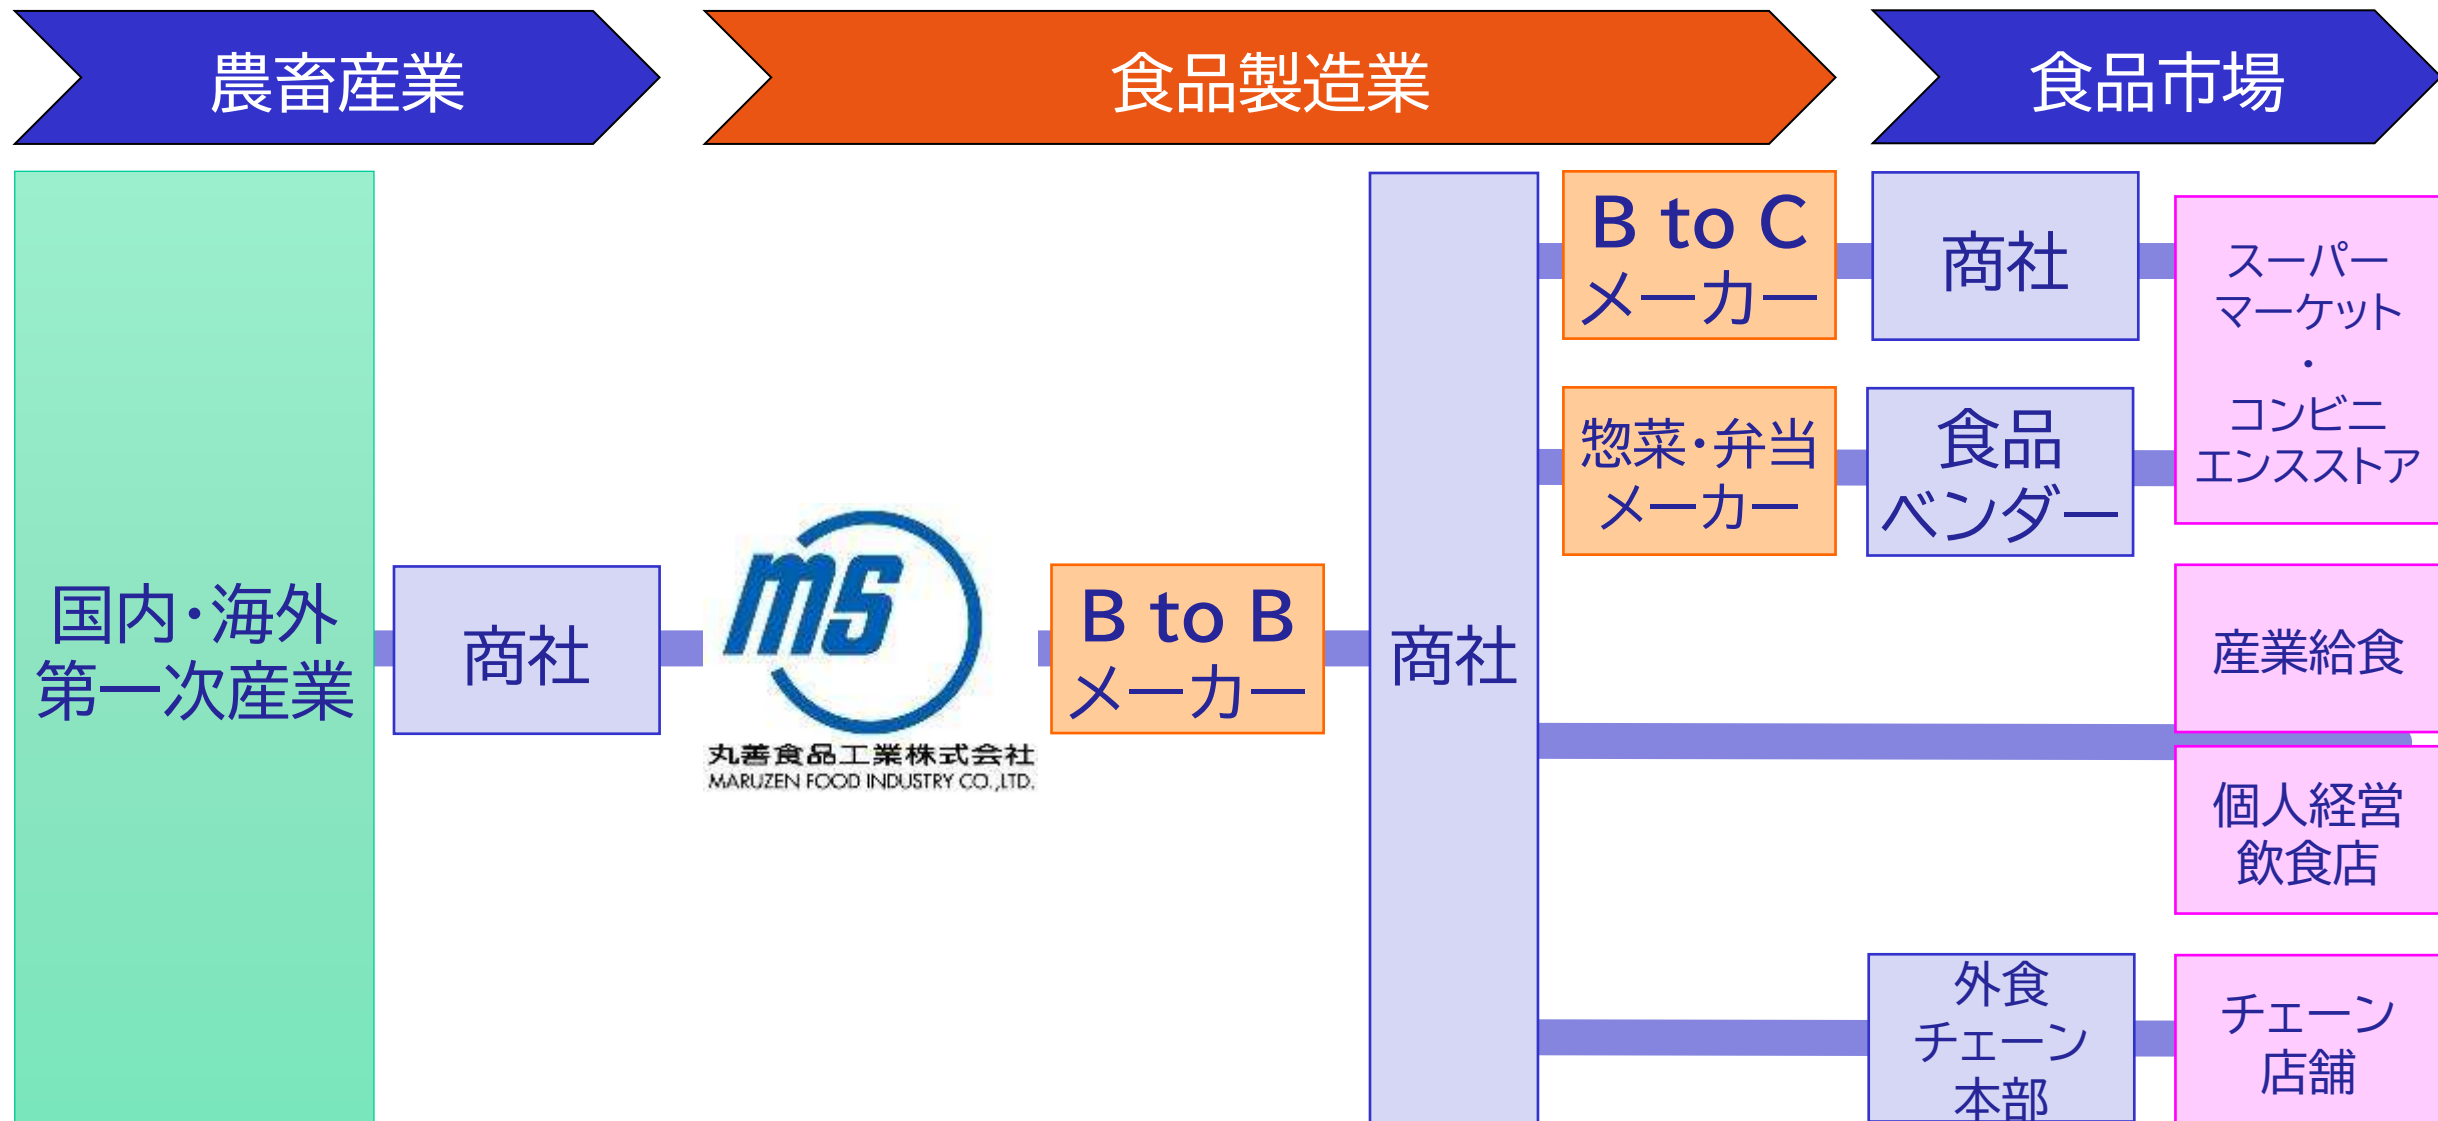 農畜産業
食品製造業
食品市場
国内・海外
第一次産業
商社
ms
丸善食品工業株式会社
MARUZEN FOOD INDUSTRY CO.,LTD.
B to B
メーカー
商社
B to C
メーカー
商社
スーパー
マーケット
・
コンビニ
エンスストア
惣菜・弁当
メーカー
食品
ベンダー
産業給食
個人経営
飲食店
外食
チェーン
本部
チェーン
店舗